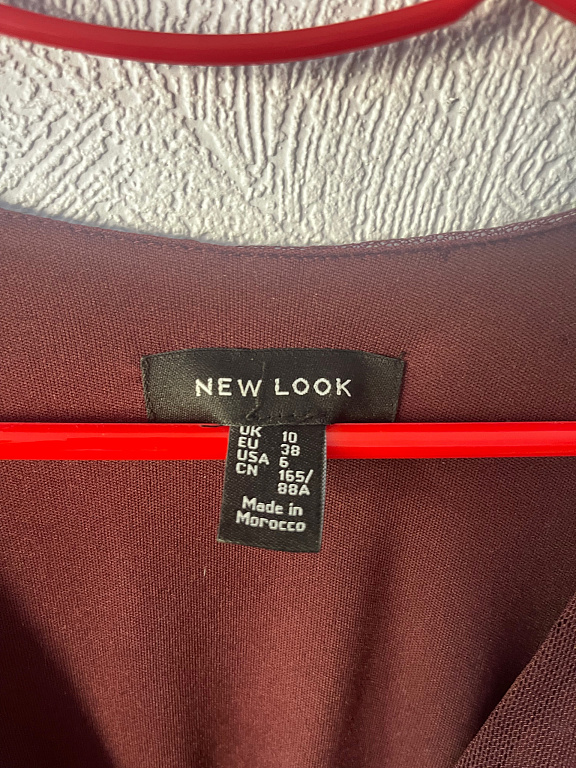 NEW LOOK
UK 10
EU 38
USA 6
CN 165/
88A
Made in
Morocco